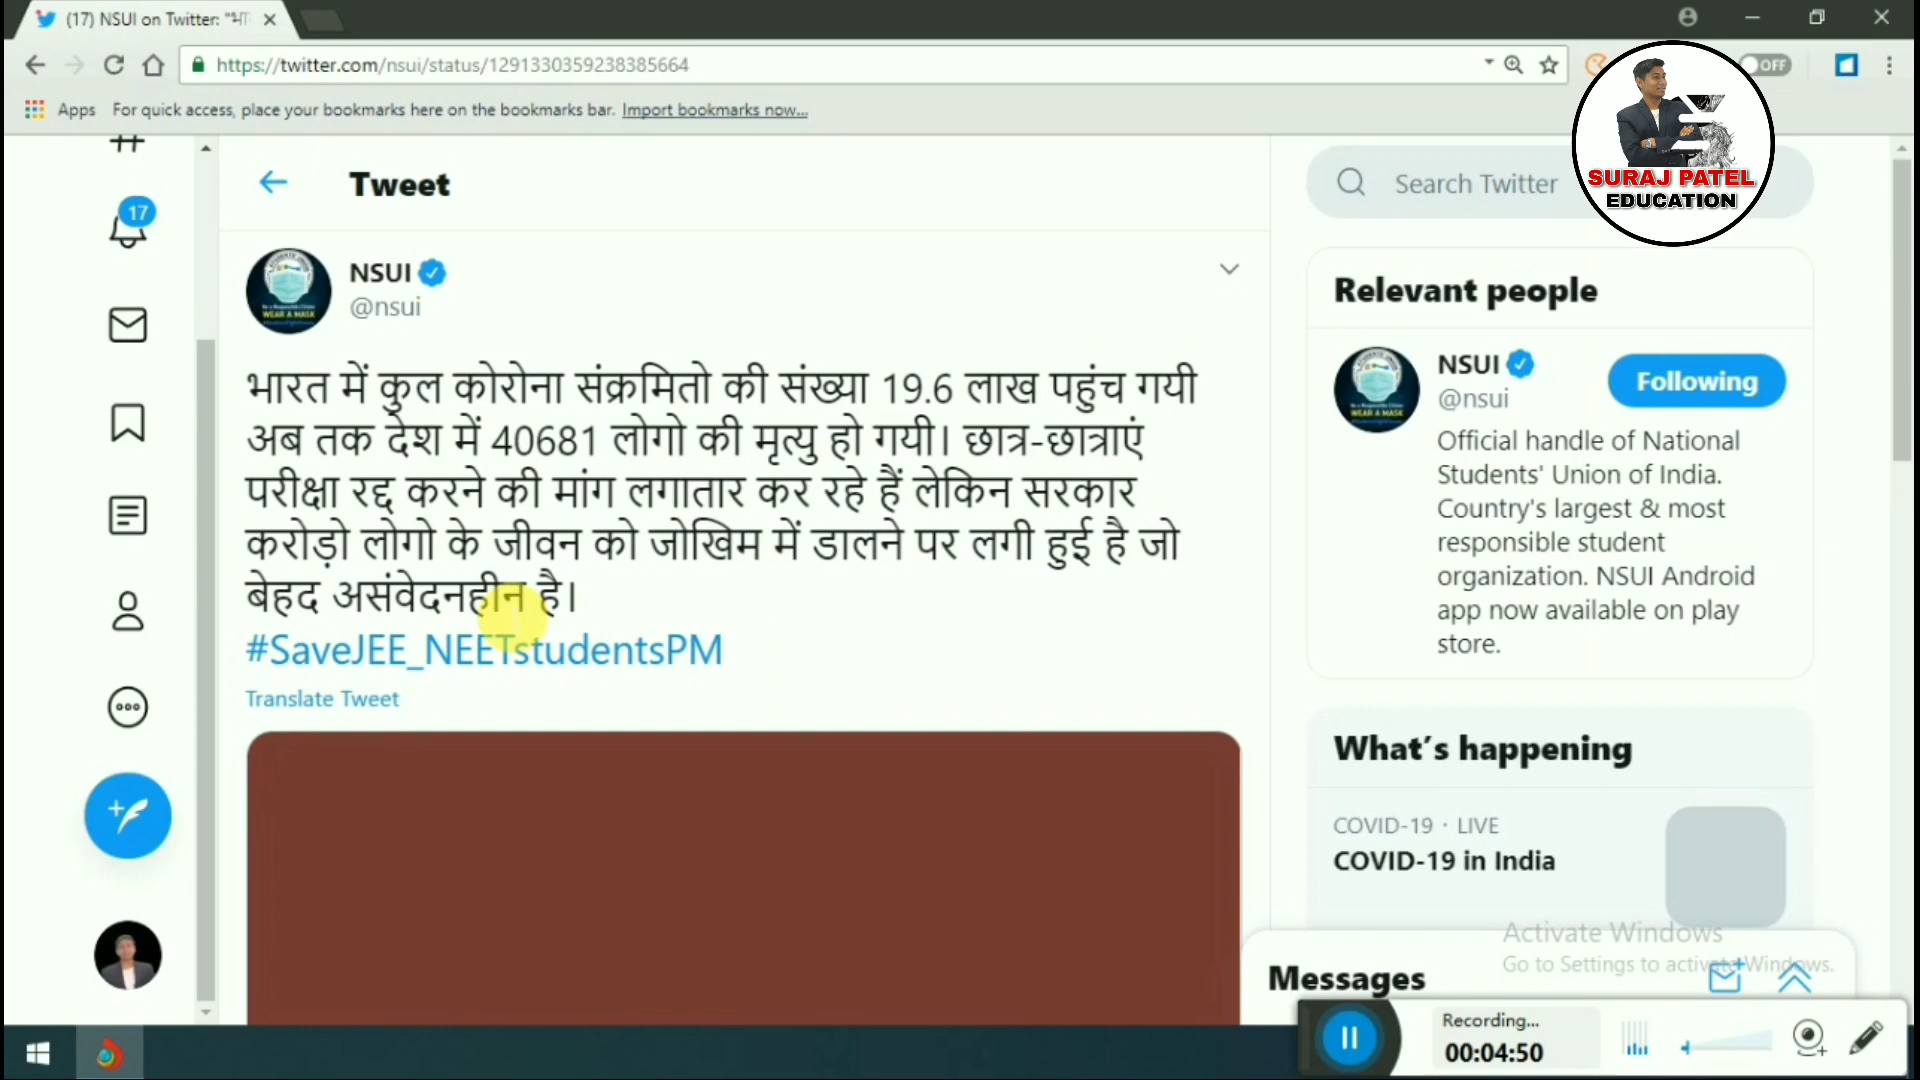 (17) NSUI on Twitter: "भा
https://twitter.com/nsui/status/1291330359238385664
OFF
Apps For quick access, place your bookmarks here on the bookmarks bar. Import bookmarks now...
SURAJ PATEL
EDUCATION
17
Tweet
Search Twitter
NSUI
@nsui
WEAR A MASK
भारत में कुल कोरोना संक्रमितो की संख्या 19.6 लाख पहुंच गयी
अब तक देश में 40681 लोगो की मृत्यु हो गयी। छात्र-छात्राएं
परीक्षा रद्द करने की मांग लगातार कर रहे हैं लेकिन सरकार
करोड़ो लोगो के जीवन को जोखिम में डालने पर लगी हुई है जो
बेहद असंवेदनहीन है।
#SaveJEE_NEETstudentsPM
Translate Tweet
Relevant people
NSUI
@nsui
WEAR A MASK
Following
Official handle of National
Students' Union of India.
Country's largest & most
responsible student
organization. NSUI Android
app now available on play
store.
What's happening
COVID-19 · LIVE
COVID-19 in India
Activate Windows
Go to Settings to activate Windows.
Messages
Recording...
00:04:50